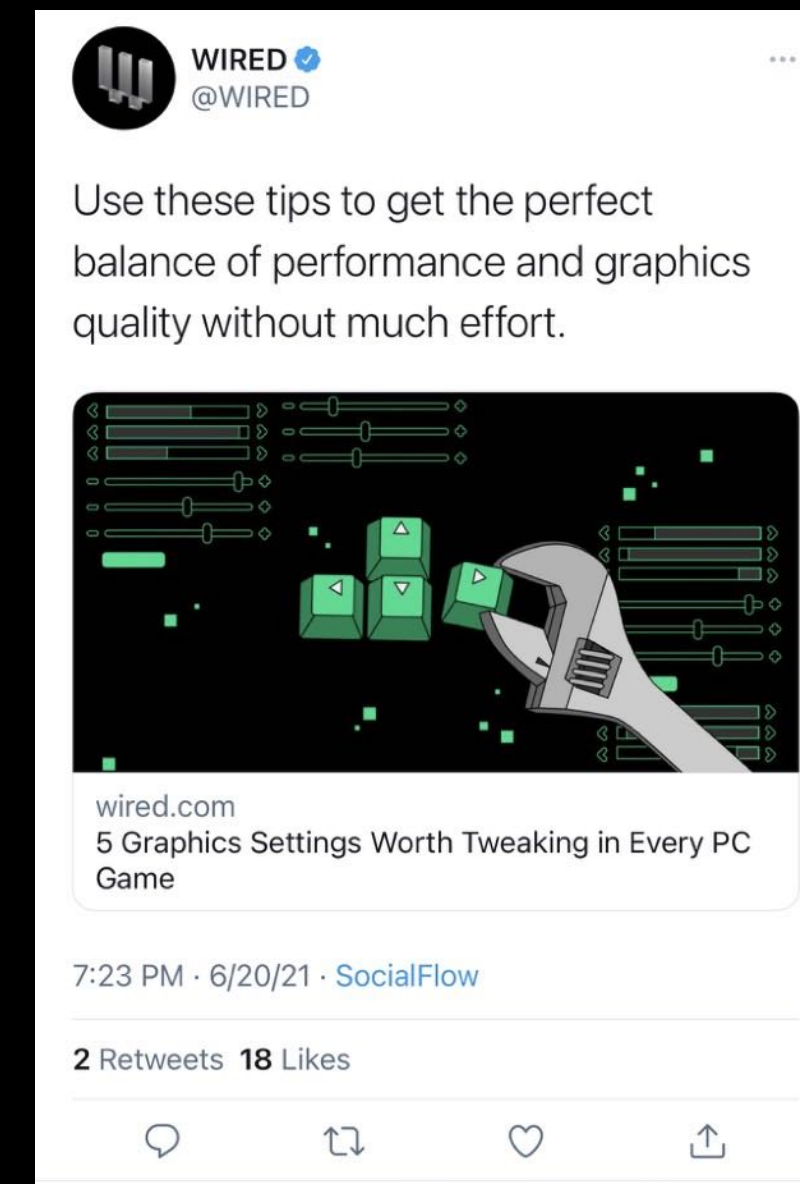 WIRED
@WIRED
Use these tips to get the perfect
balance of performance and graphics
quality without much effort.
wired.com
5 Graphics Settings Worth Tweaking in Every PC
Game
7:23 PM · 6/20/21 · SocialFlow
2 Retweets 18 Likes